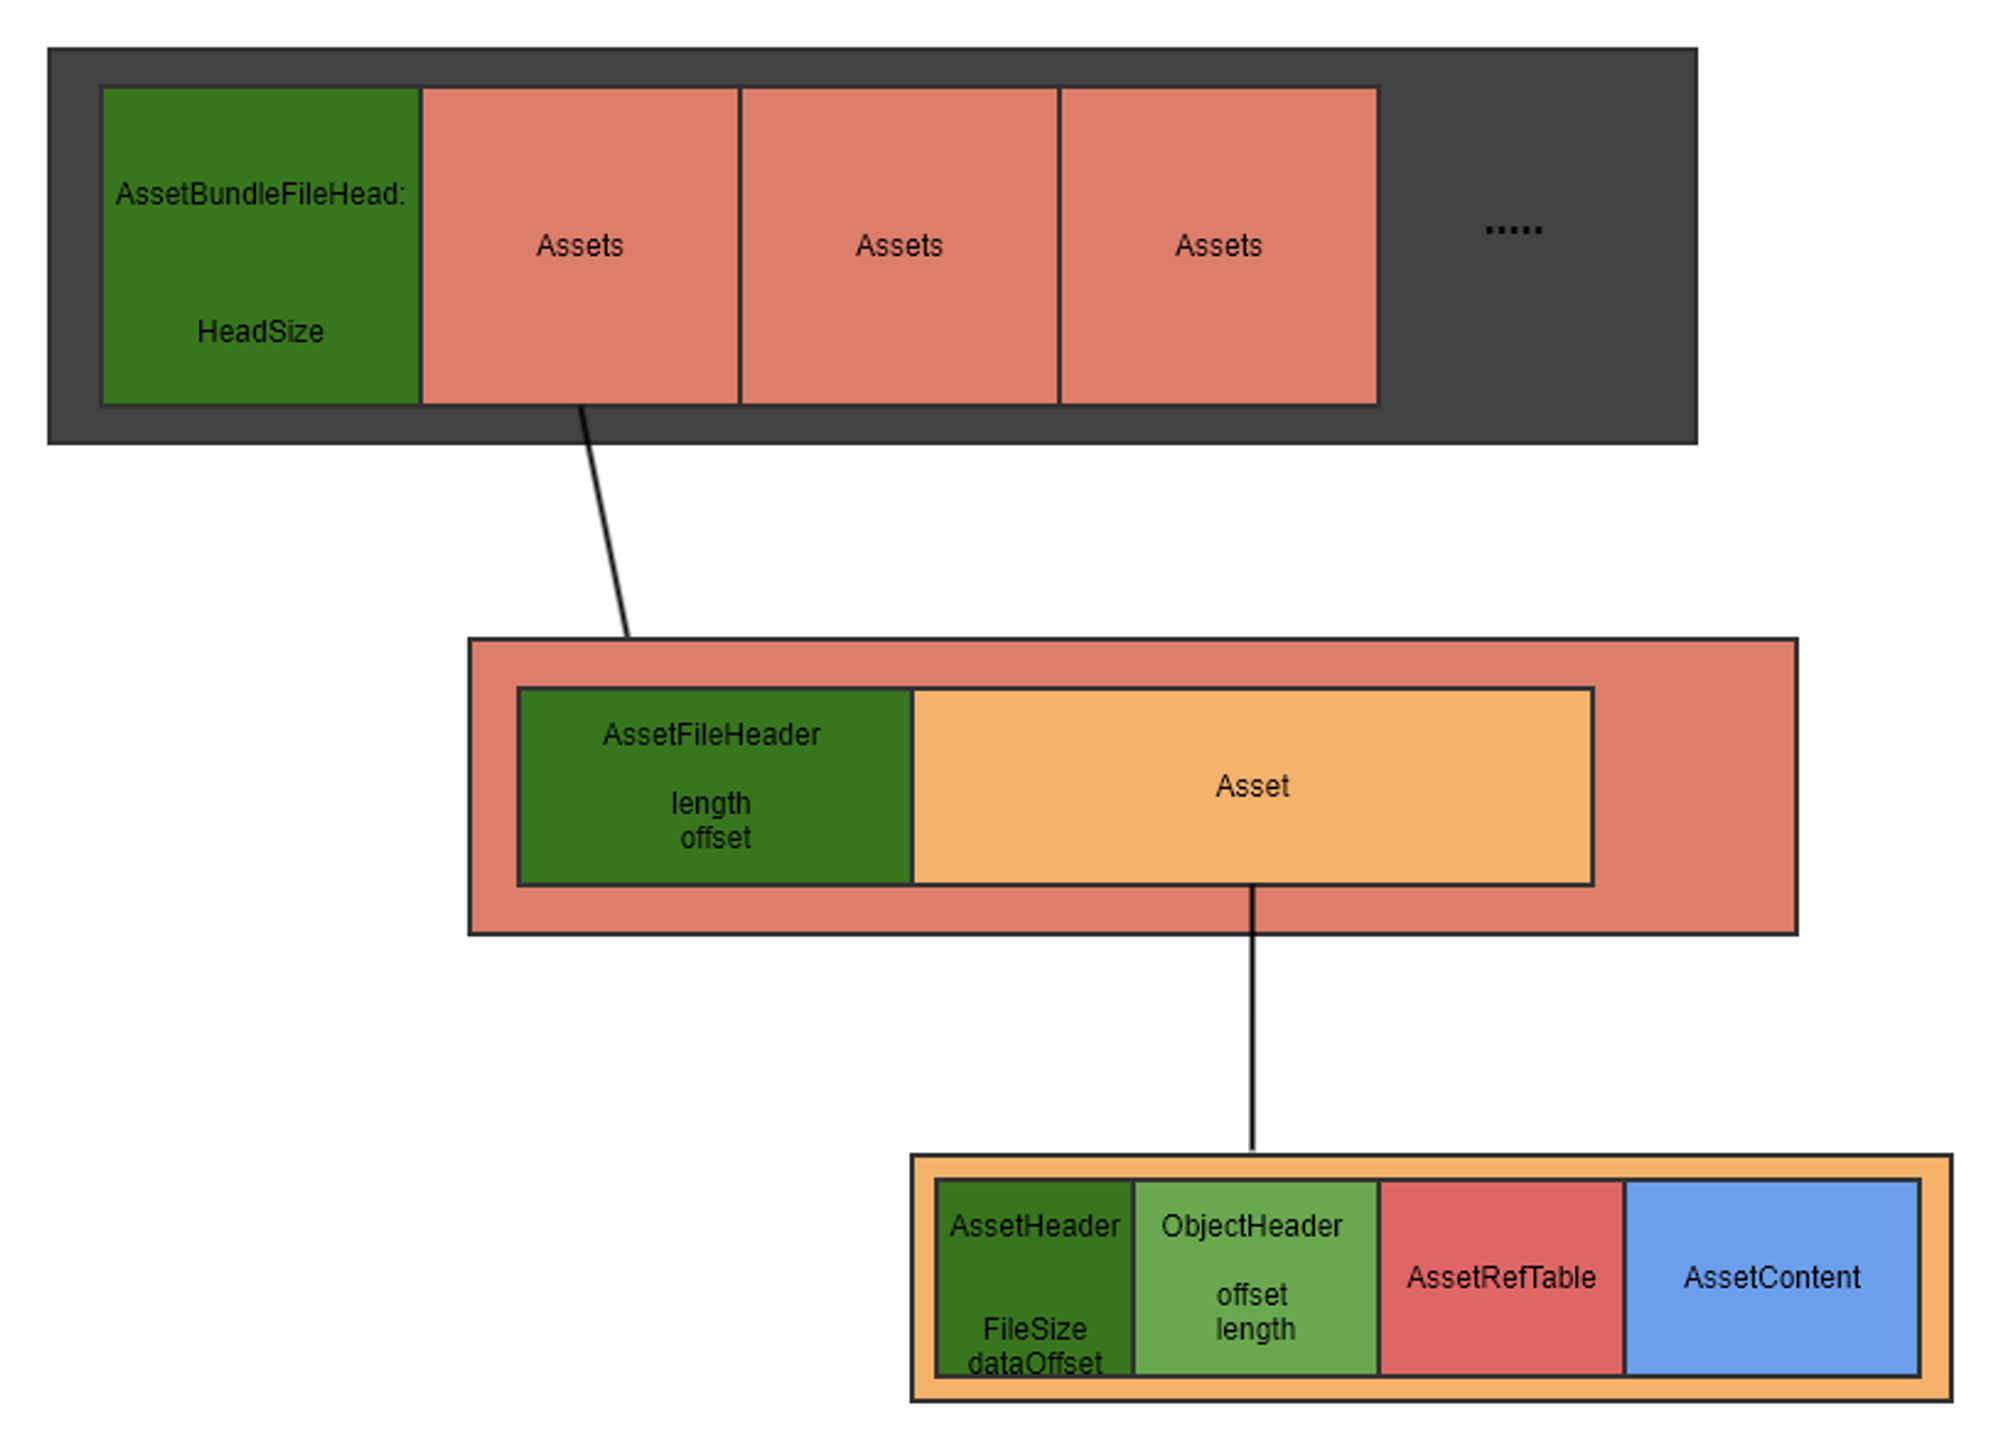 AssetBundleFileHead:
HeadSize
Assets
Assets
Assets
.....
AssetFileHeader
length
offset
Asset
AssetHeader
FileSize
dataOffset
ObjectHeader
offset
length
AssetRefTable
AssetContent